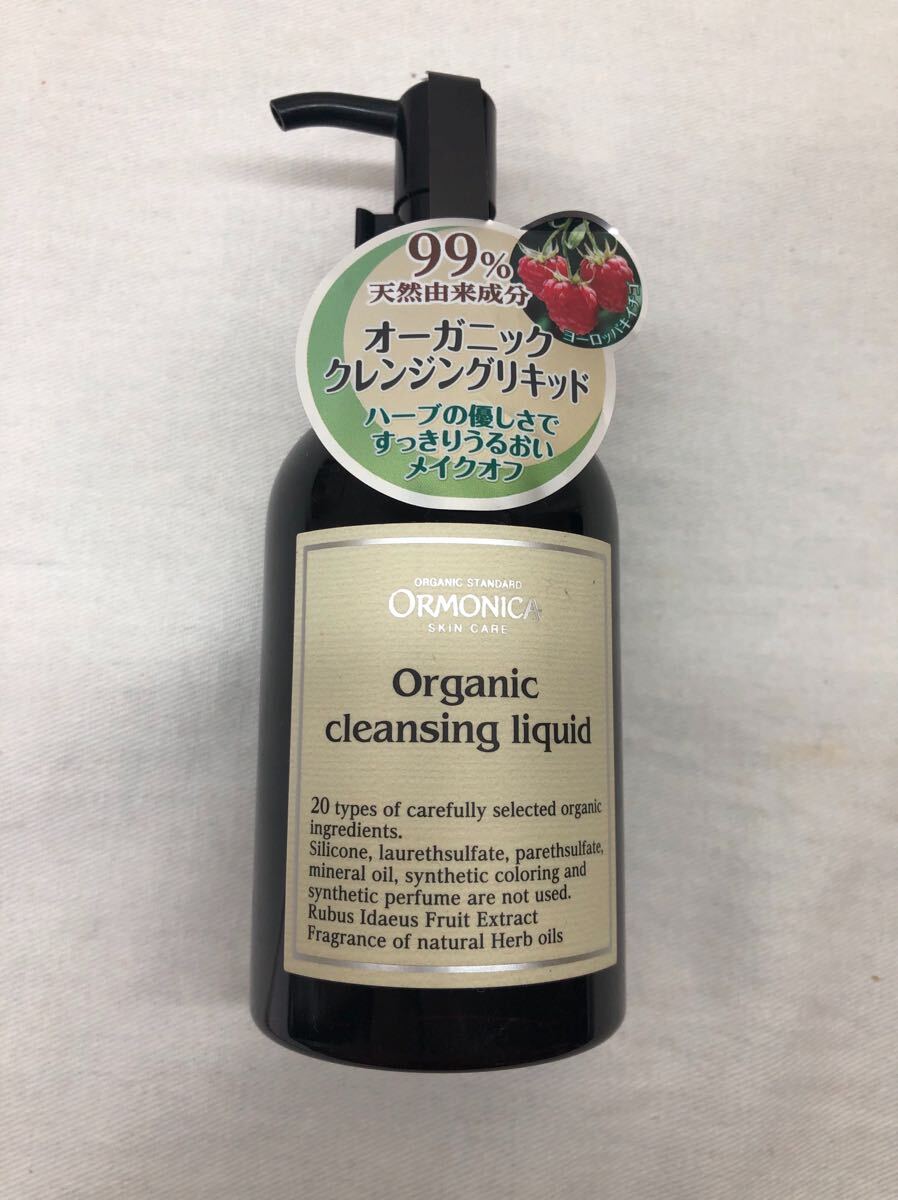 99%
天然由来成分
ヨーロッパキイチゴ
オーガニック
クレンジングリキッド
ハーブの優しさで
すっきりうるおい
メイクオフ
ORGANIC STANDARD
ORMONICA
SKIN CARE
Organic
cleansing liquid
20 types of carefully selected organic
ingredients.
Silicone, laurethsulfate, parethsulfate,
mineral oil, synthetic coloring and
synthetic perfume are not used.
Rubus Idaeus Fruit Extract
Fragrance of natural Herb oils